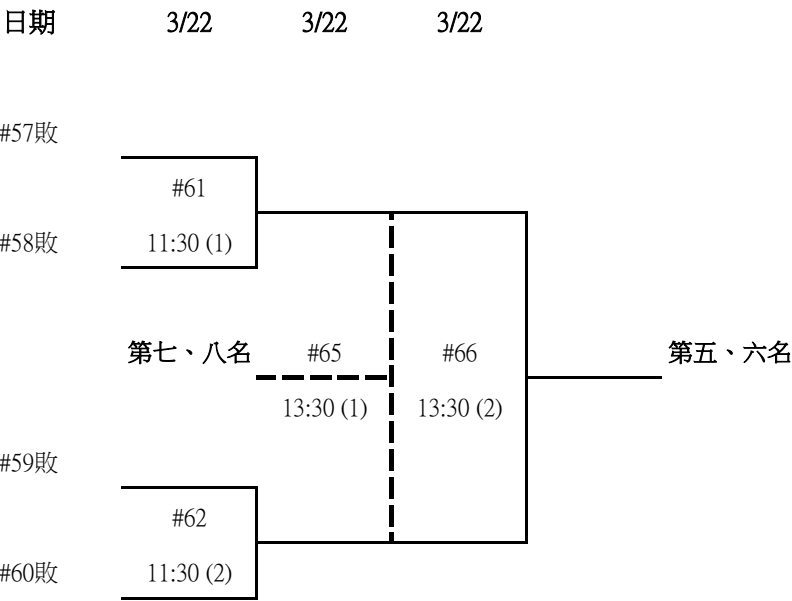 日期 3/22 3/22 3/22
#57敗
#61
#58敗 11:30 (1)
第七、八名 #65 #66 第五、六名
13:30 (1) 13:30 (2)
#59敗
#62
#60敗 11:30 (2)